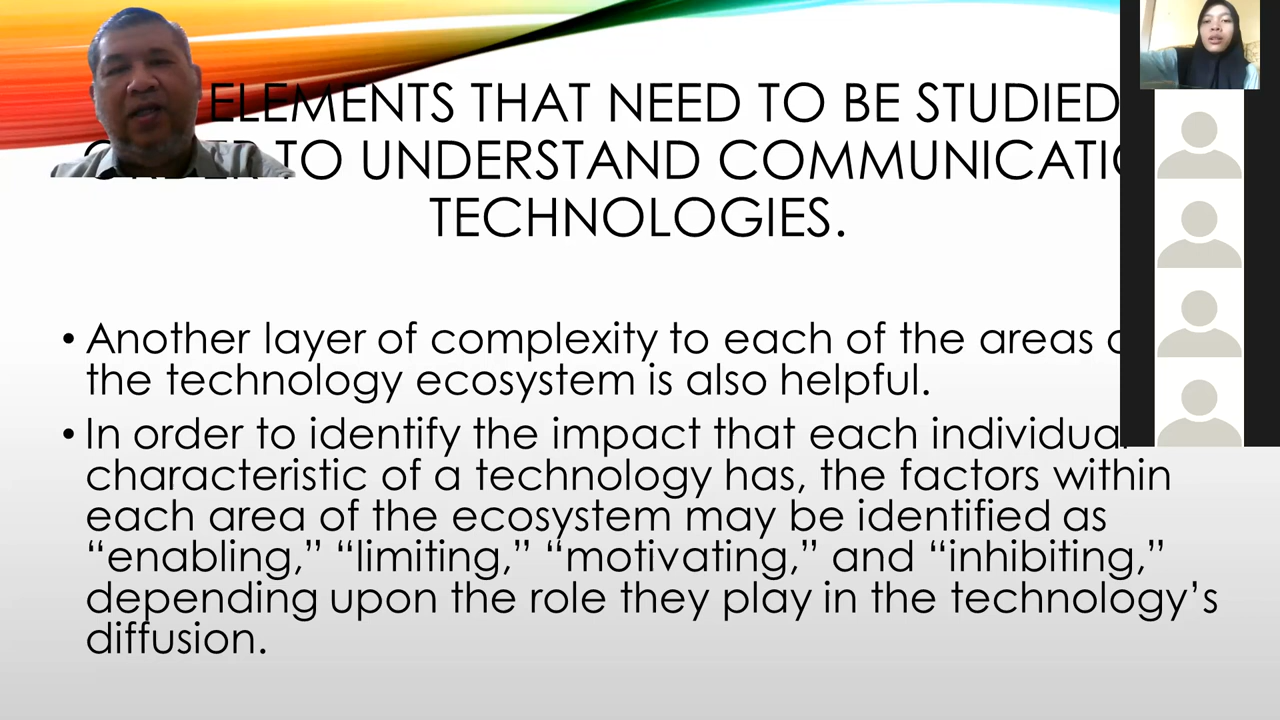 ELEMENTS THAT NEED TO BE STUDIED
TO UNDERSTAND
TECHNOLOGIES.
• Another layer of complexity to each of the areas
the technology ecosystem is also helpful.
• In order to identify the impact that each individual
characteristic of a technology has, the factors within
each area of the ecosystem may be identified as
“enabling,” “limiting,” “motivating,” and “inhibiting,”
depending upon the role they play in the technology’s
diffusion.